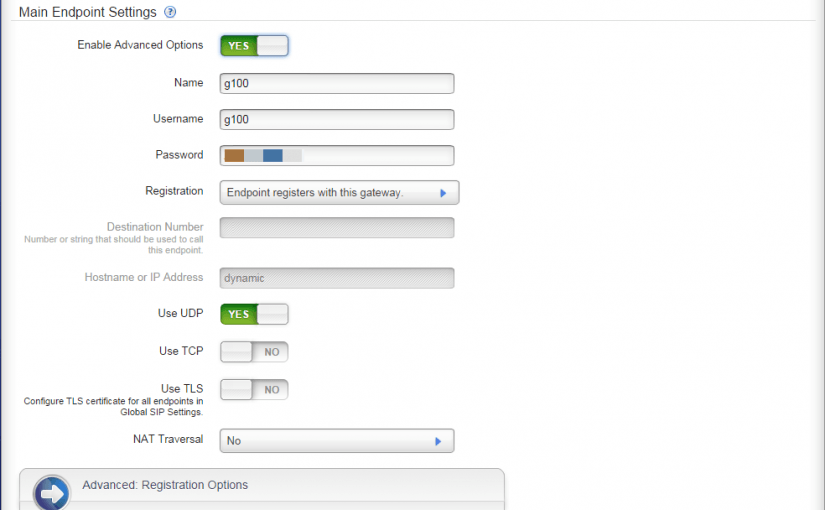 Main Endpoint Settings ?
Enable Advanced Options YES
Name g100
Username g100
Password
Registration Endpoint registers with this gateway.
Destination Number
Number or string that should be used to call
this endpoint.
Hostname or IP Address dynamic
Use UDP YES
Use TCP NO
Use TLS NO
Configure TLS certificate for all endpoints in
Global SIP Settings.
NAT Traversal No
Advanced: Registration Options